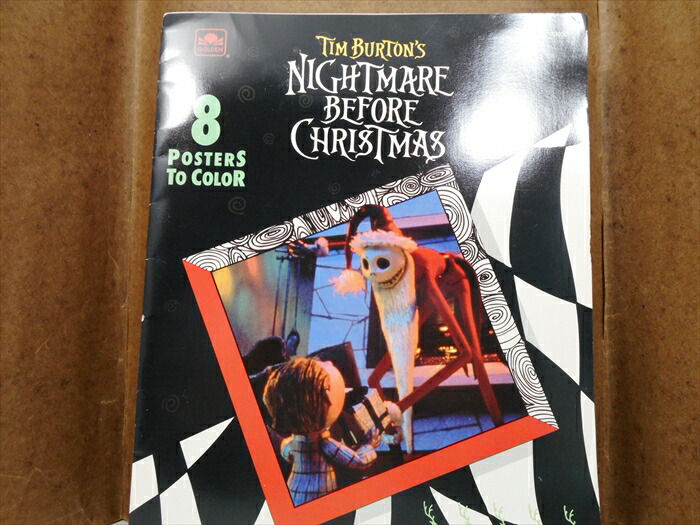 GOLDEN
TIM BURTON'S
NIGHTMARE
BEFORE
CHRISTMAS
8
POSTERS
TO COLOR